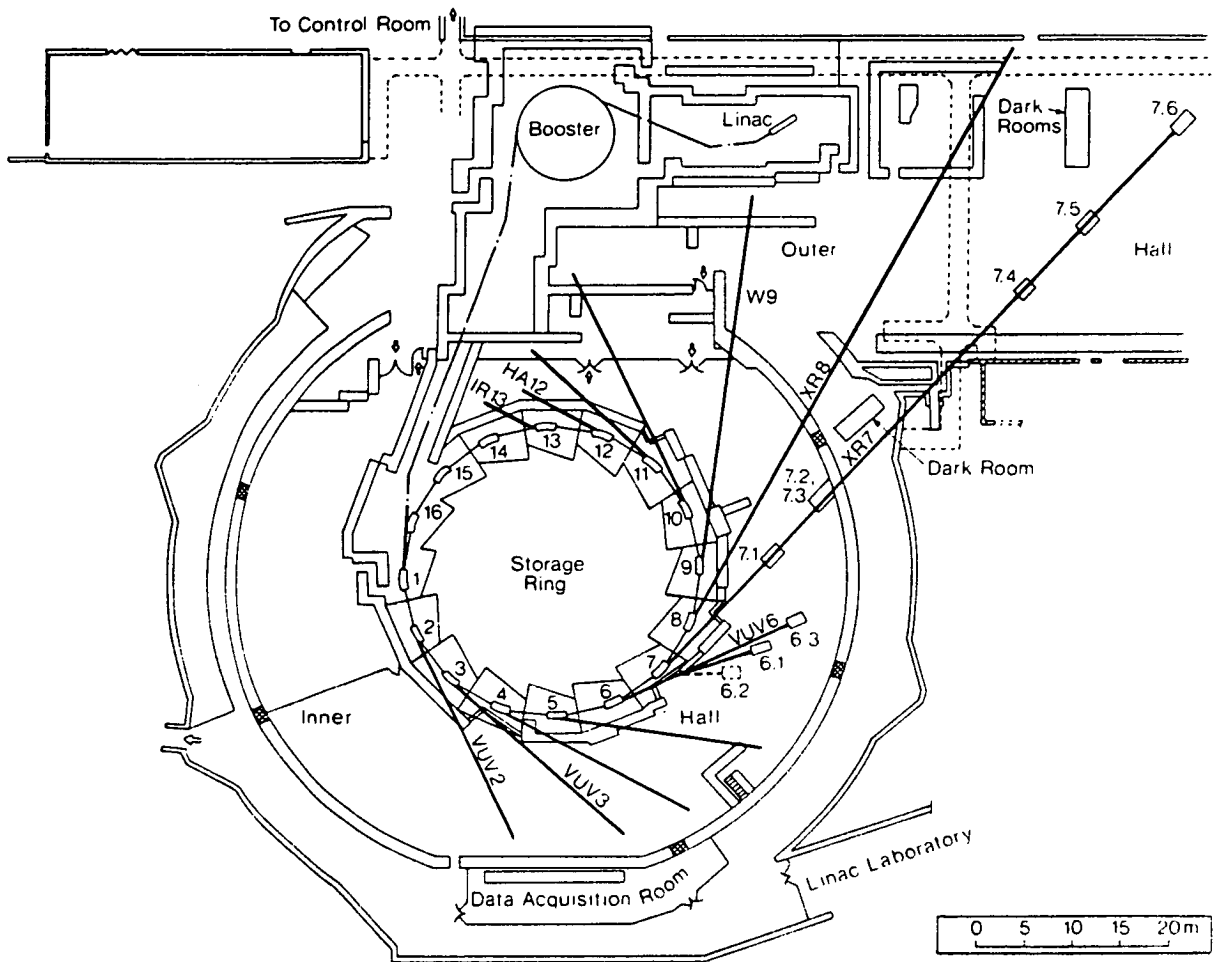 To Control Room
Booster
Linac
Dark
Rooms
7.6
7.5
Outer
Hall
7.4
W9
XR8
HA12
IR13
XR7
Dark Room
7.2,
7.3
7.1
13
12
14
11
15
10
16
9
Storage
Ring
1
8
2
VUV6
6.3
7
6.1
3
6.2
4
5
6
Inner
Hall
VUV2
VUV3
Linac Laboratory
Data Acquisition Room
0 5 10 15 20 m